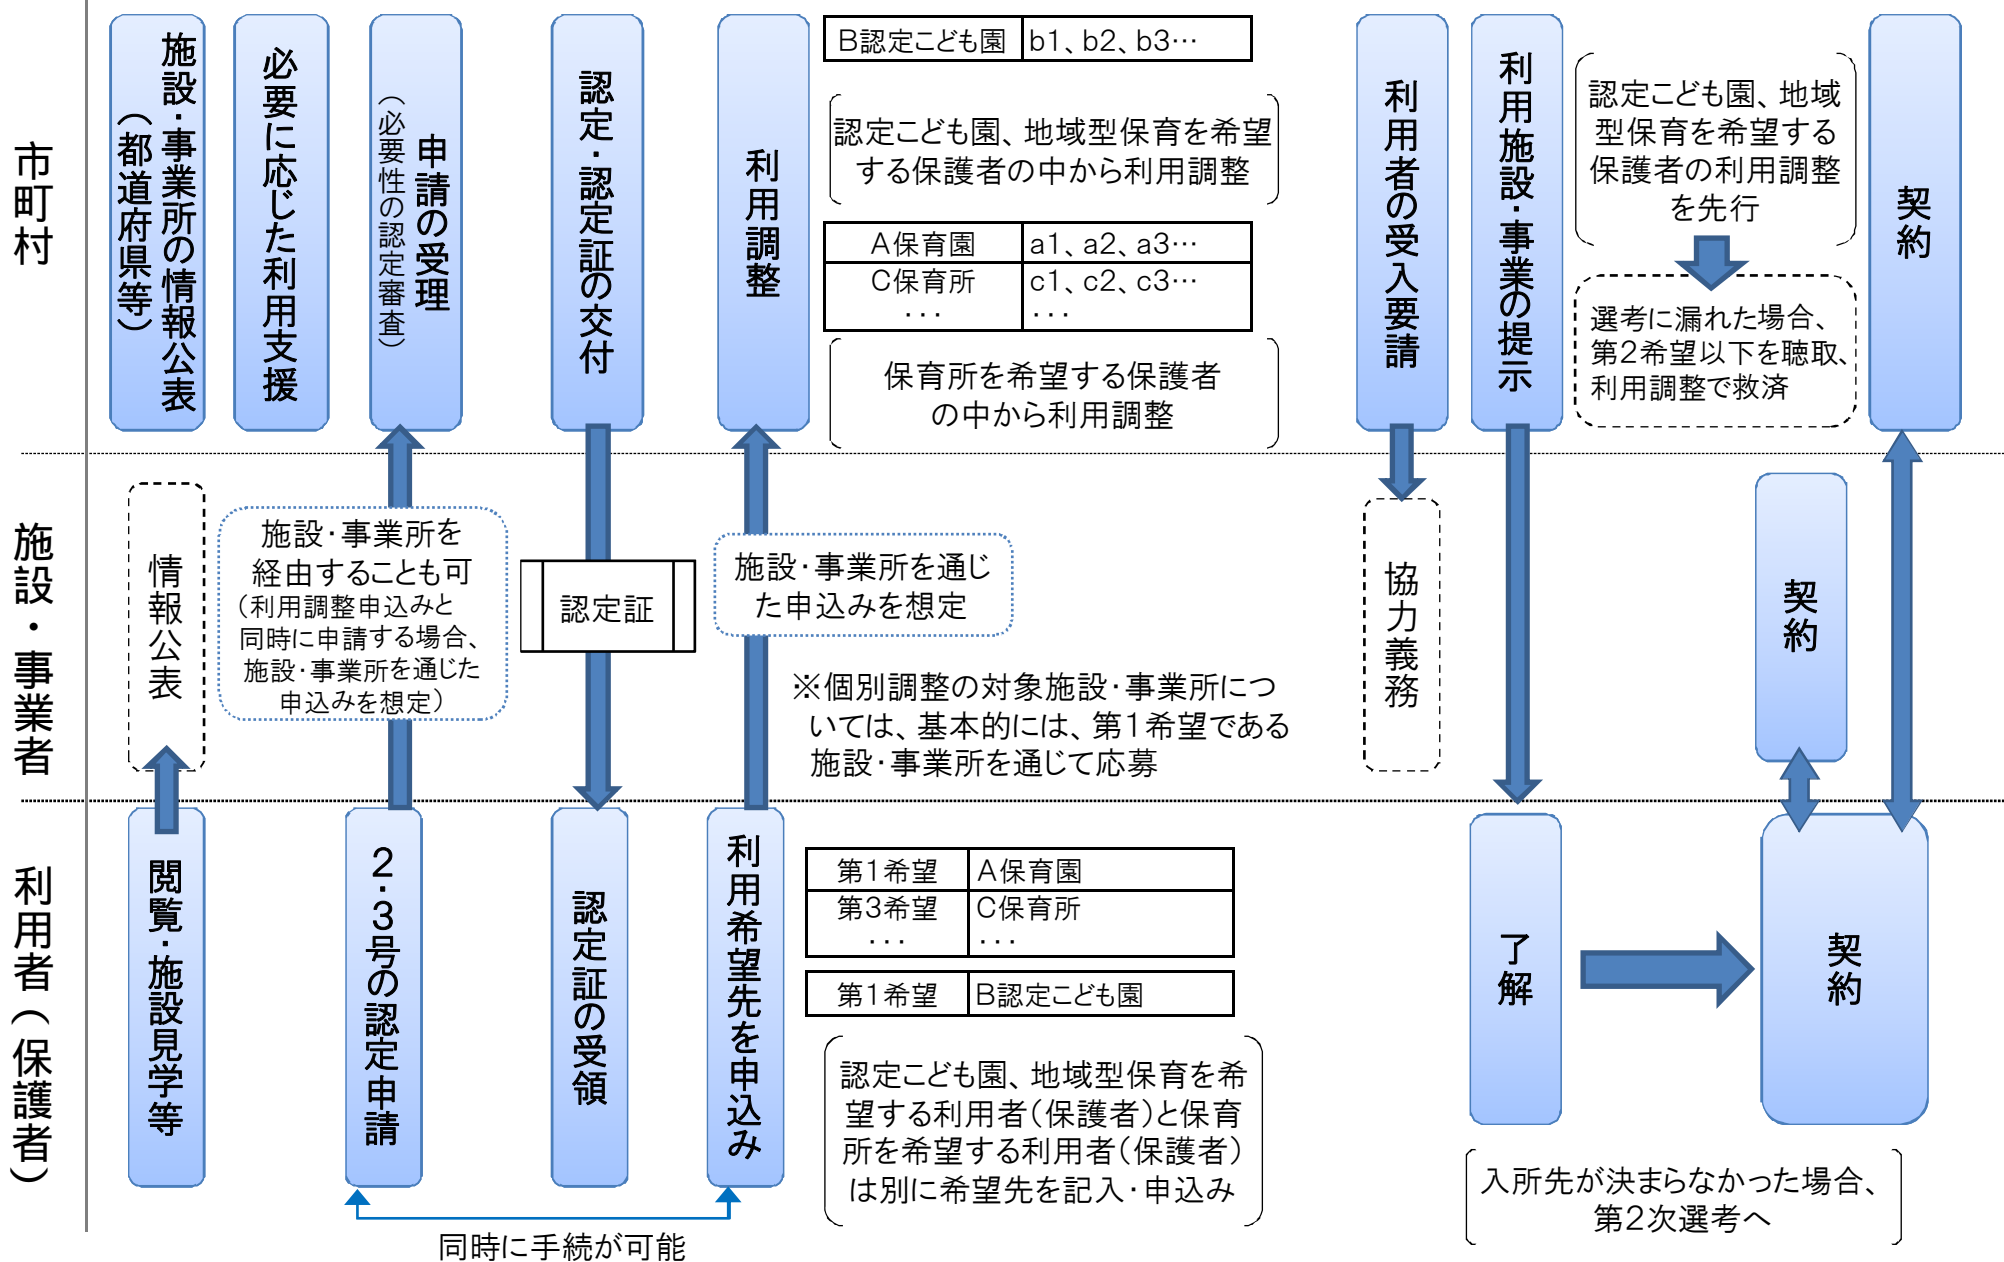 市町村
施設・事業所の情報公表
（都道府県等）
必要に応じた利用支援
申請の受理
（必要性の認定審査）
認定・認定証の交付
利用調整
B認定こども園 b1、b2、b3…
認定こども園、地域型保育を希望
する保護者の中から利用調整
A保育園 a1、a2、a3…
C保育所 c1、c2、c3…
・・・ ・・・
保育所を希望する保護者
の中から利用調整
利用者の受入要請
利用施設・事業の提示
認定こども園、地域
型保育を希望する
保護者の利用調整
を先行
選考に漏れた場合、
第2希望以下を聴取、
利用調整で救済
契約
施設・事業者
情報公表
施設・事業所を
経由することも可
（利用調整申込みと
同時に申請する場合、
施設・事業所を通じた
申込みを想定）
認定証
施設・事業所を通じ
た申込みを想定
※個別調整の対象施設・事業所につ
いては、基本的には、第1希望である
施設・事業所を通じて応募
協力義務
契約
利用者（保護者）
閲覧・施設見学等
2・3号の認定申請
認定証の受領
利用希望先を申込み
第1希望 A保育園
第3希望 C保育所
・・・ ・・・
第1希望 B認定こども園
認定こども園、地域型保育を希
望する利用者（保護者）と保育
所を希望する利用者（保護者）
は別に希望先を記入・申込み
了解
契約
入所先が決まらなかった場合、
第2次選考へ
同時に手続が可能